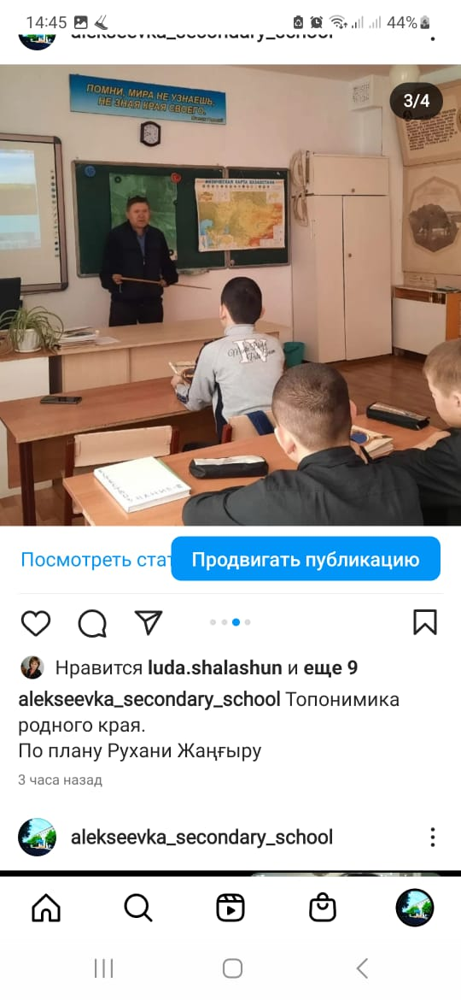 14:45
44%
alekseevka_secondary_school
3/4
ПОМНИ, МИРА НЕ УЗНАЕШЬ,
НЕ ЗНАЯ КРАЯ СВОЕГО.
ФИЗИЧЕСКАЯ КАРТА КАЗАХСТАНА
N
Посмотреть стат
Продвигать публикацию
Нравится luda.shalashun и еще 9
alekseevka_secondary_school Топонимика
родного края.
По плану Рухани Жаңғыру
3 часа назад
alekseevka_secondary_school